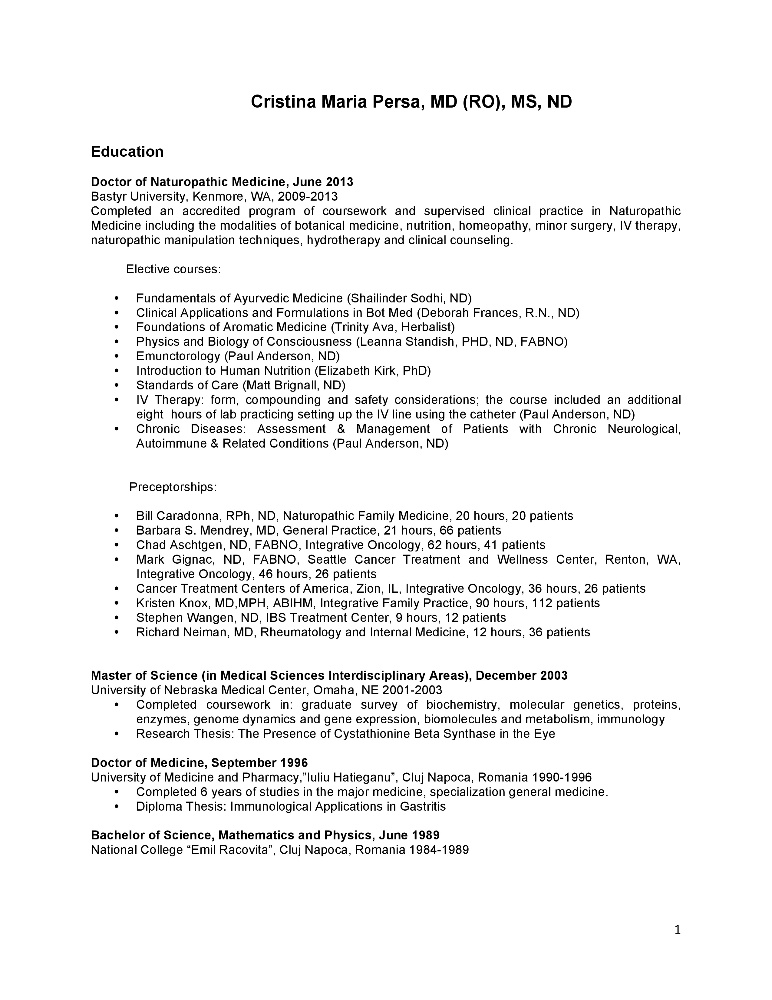 Cristina Maria Persa, MD (RO), MS, ND
Education
Doctor of Naturopathic Medicine, June 2013
Bastyr University, Kenmore, WA, 2009-2013
Completed an accredited program of coursework and supervised clinical practice in Naturopathic
Medicine including the modalities of botanical medicine, nutrition, homeopathy, minor surgery, IV therapy,
naturopathic manipulation techniques, hydrotherapy and clinical counseling.
Elective courses:
• Fundamentals of Ayurvedic Medicine (Shailinder Sodhi, ND)
• Clinical Applications and Formulations in Bot Med (Deborah Frances, R.N., ND)
• Foundations of Aromatic Medicine (Trinity Ava, Herbalist)
• Physics and Biology of Consciousness (Leanna Standish, PHD, ND, FABNO)
• Emunctorology (Paul Anderson, ND)
• Introduction to Human Nutrition (Elizabeth Kirk, PhD)
• Standards of Care (Matt Brignall, ND)
• IV Therapy: form, compounding and safety considerations; the course included an additional
eight hours of lab practicing setting up the IV line using the catheter (Paul Anderson, ND)
• Chronic Diseases: Assessment & Management of Patients with Chronic Neurological,
Autoimmune & Related Conditions (Paul Anderson, ND)
Preceptorships:
• Bill Caradonna, RPh, ND, Naturopathic Family Medicine, 20 hours, 20 patients
• Barbara S. Mendrey, MD, General Practice, 21 hours, 66 patients
• Chad Aschtgen, ND, FABNO, Integrative Oncology, 62 hours, 41 patients
• Mark Gignac, ND, FABNO, Seattle Cancer Treatment and Wellness Center, Renton, WA,
Integrative Oncology, 46 hours, 26 patients
• Cancer Treatment Centers of America, Zion, IL, Integrative Oncology, 36 hours, 26 patients
• Kristen Knox, MD,MPH, ABIHM, Integrative Family Practice, 90 hours, 112 patients
• Stephen Wangen, ND, IBS Treatment Center, 9 hours, 12 patients
• Richard Neiman, MD, Rheumatology and Internal Medicine, 12 hours, 36 patients
Master of Science (in Medical Sciences Interdisciplinary Areas), December 2003
University of Nebraska Medical Center, Omaha, NE 2001-2003
• Completed coursework in: graduate survey of biochemistry, molecular genetics, proteins,
enzymes, genome dynamics and gene expression, biomolecules and metabolism, immunology
• Research Thesis: The Presence of Cystathionine Beta Synthase in the Eye
Doctor of Medicine, September 1996
University of Medicine and Pharmacy,"Iuliu Hatieganu", Cluj Napoca, Romania 1990-1996
• Completed 6 years of studies in the major medicine, specialization general medicine.
• Diploma Thesis: Immunological Applications in Gastritis
Bachelor of Science, Mathematics and Physics, June 1989
National College “Emil Racovita”, Cluj Napoca, Romania 1984-1989
1